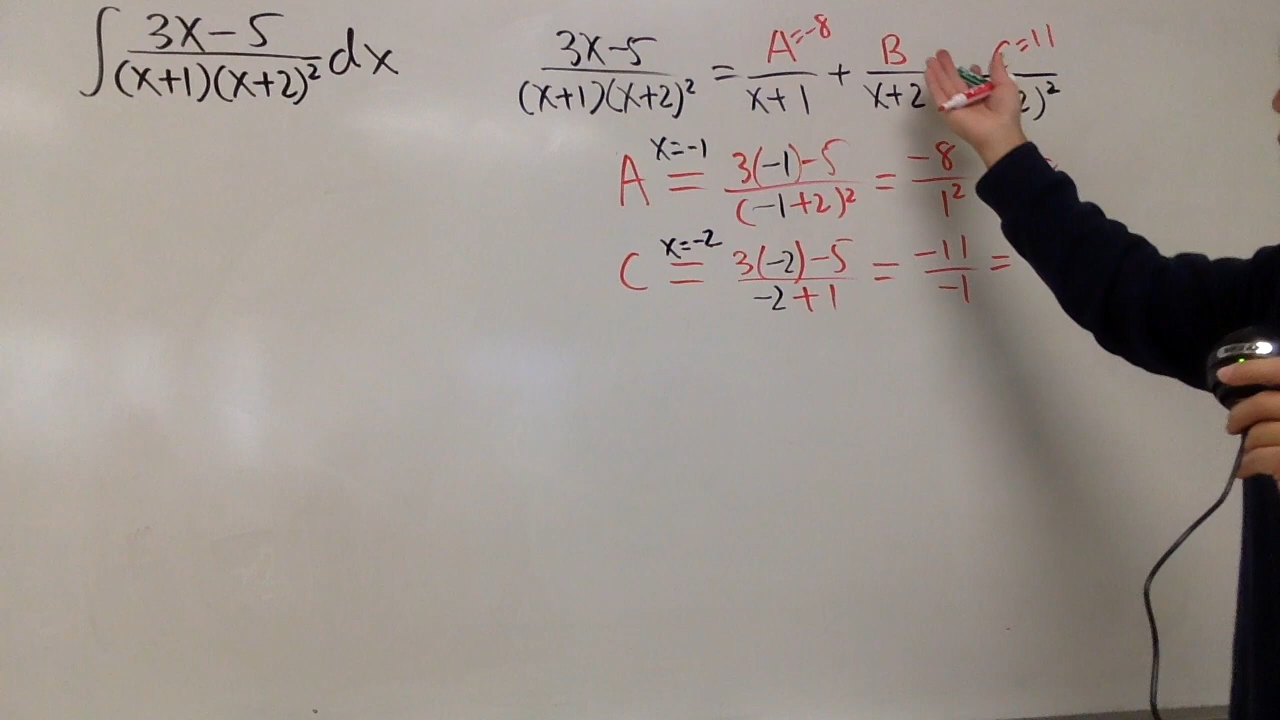 ∫ (3x-5)/((x+1)(x+2)²) dx
(3x-5)/((x+1)(x+2)²) = A=-8/(x+1) + B/(x+2) C=11/2)²
A =^{x=-1} (3(-1)-5)/((-1+2)²) = -8/1²
C =^{x=-2} (3(-2)-5)/(-2+1) = -11/-1 =